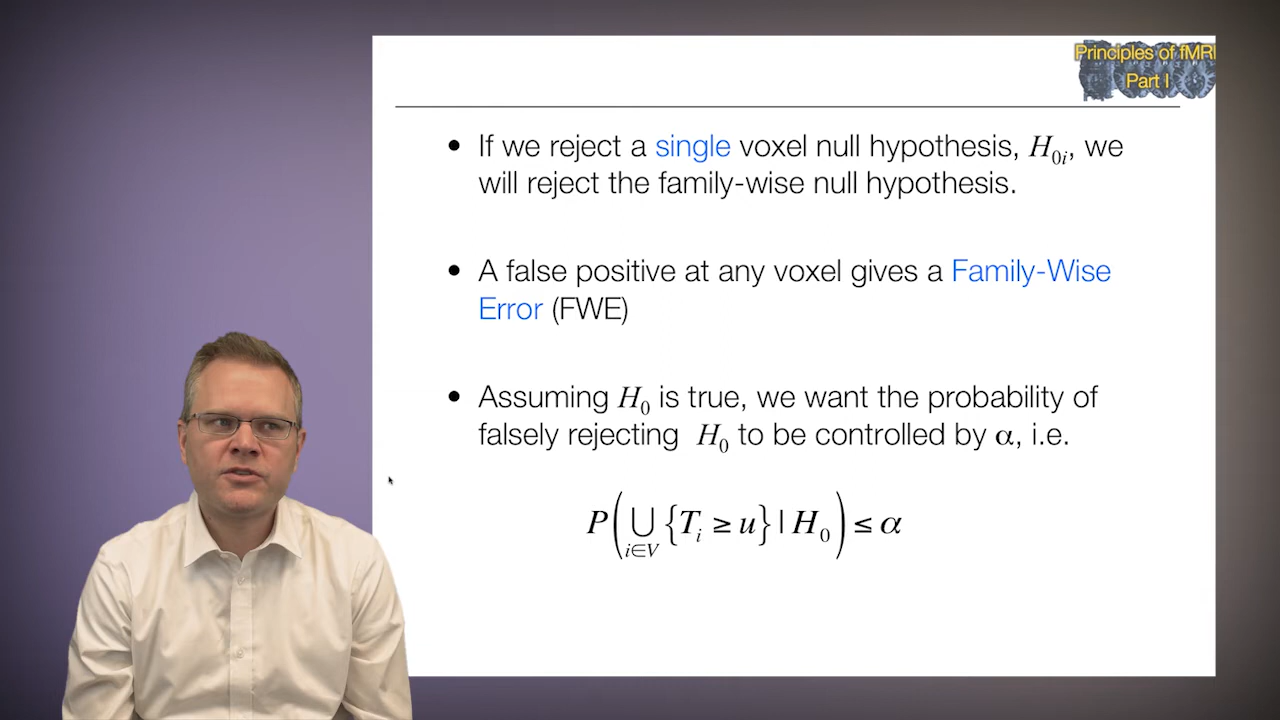 Principles of fMRI
Part I
• If we reject a single voxel null hypothesis, H₀ᵢ, we
will reject the family-wise null hypothesis.
• A false positive at any voxel gives a Family-Wise
Error (FWE)
• Assuming H₀ is true, we want the probability of
falsely rejecting H₀ to be controlled by α, i.e.
P(⋃_{i∈V} {Tᵢ ≥ u} | H₀) ≤ α